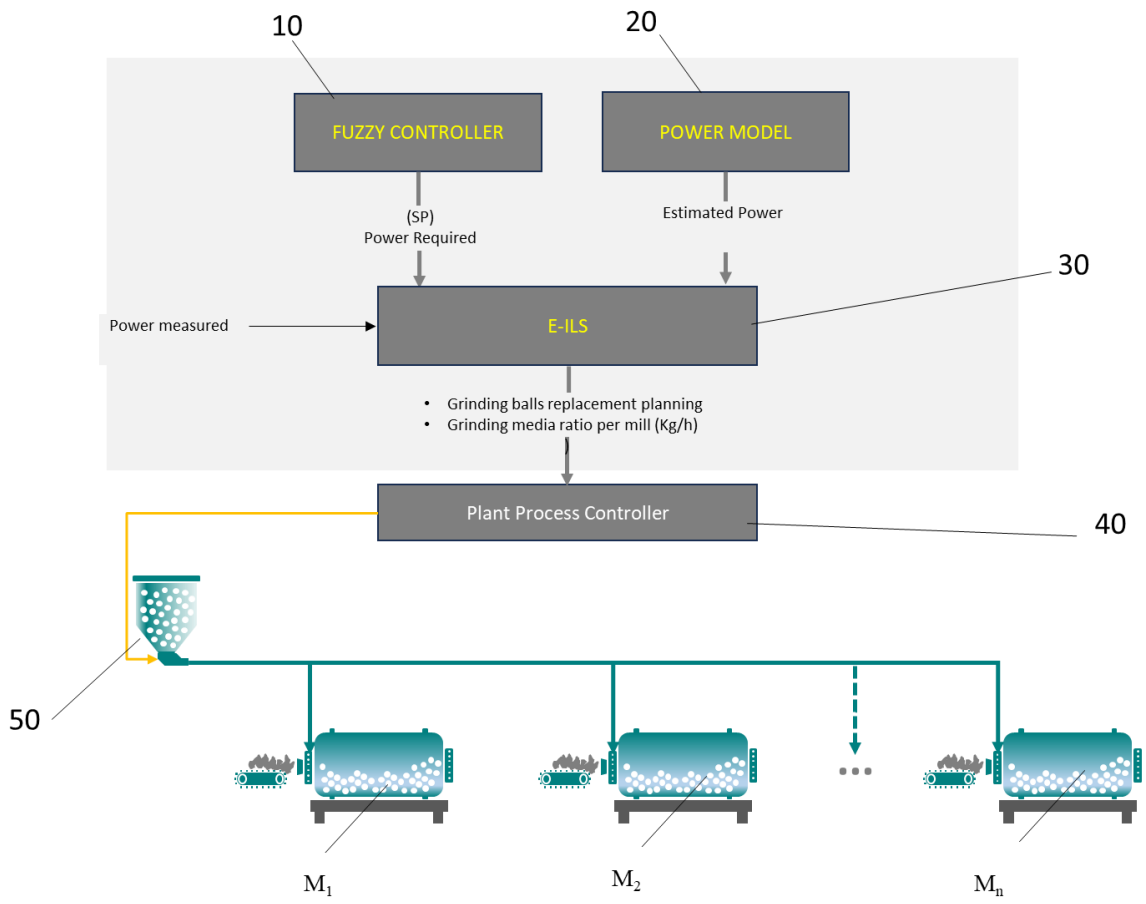 10
20
FUZZY CONTROLLER
POWER MODEL
(SP)
Power Required
Estimated Power
30
Power measured
E-ILS
• Grinding balls replacement planning
• Grinding media ratio per mill (Kg/h)
)
Plant Process Controller
40
50
M1
M2
Mn